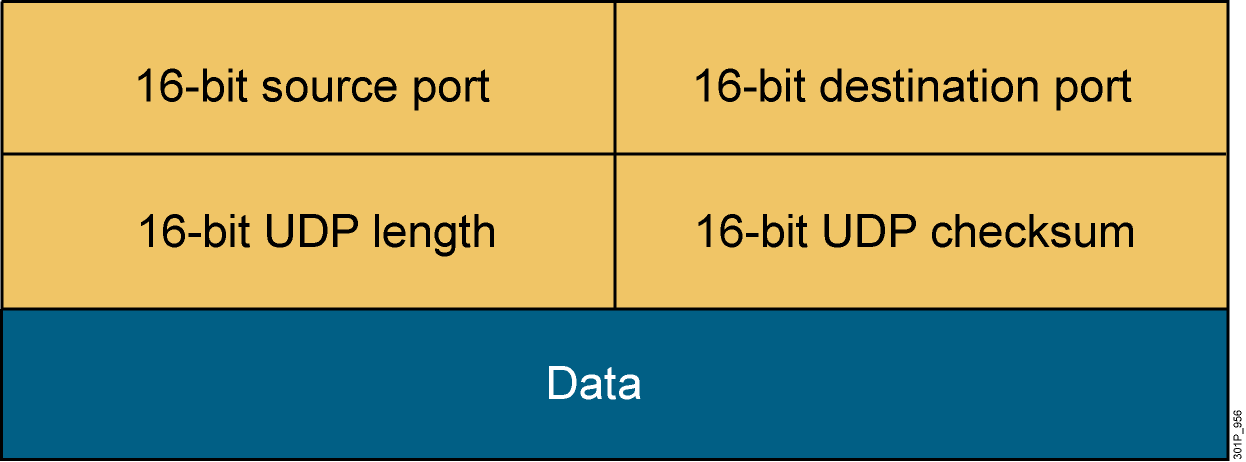 16-bit source port
16-bit destination port
16-bit UDP length
16-bit UDP checksum
Data
301P_956